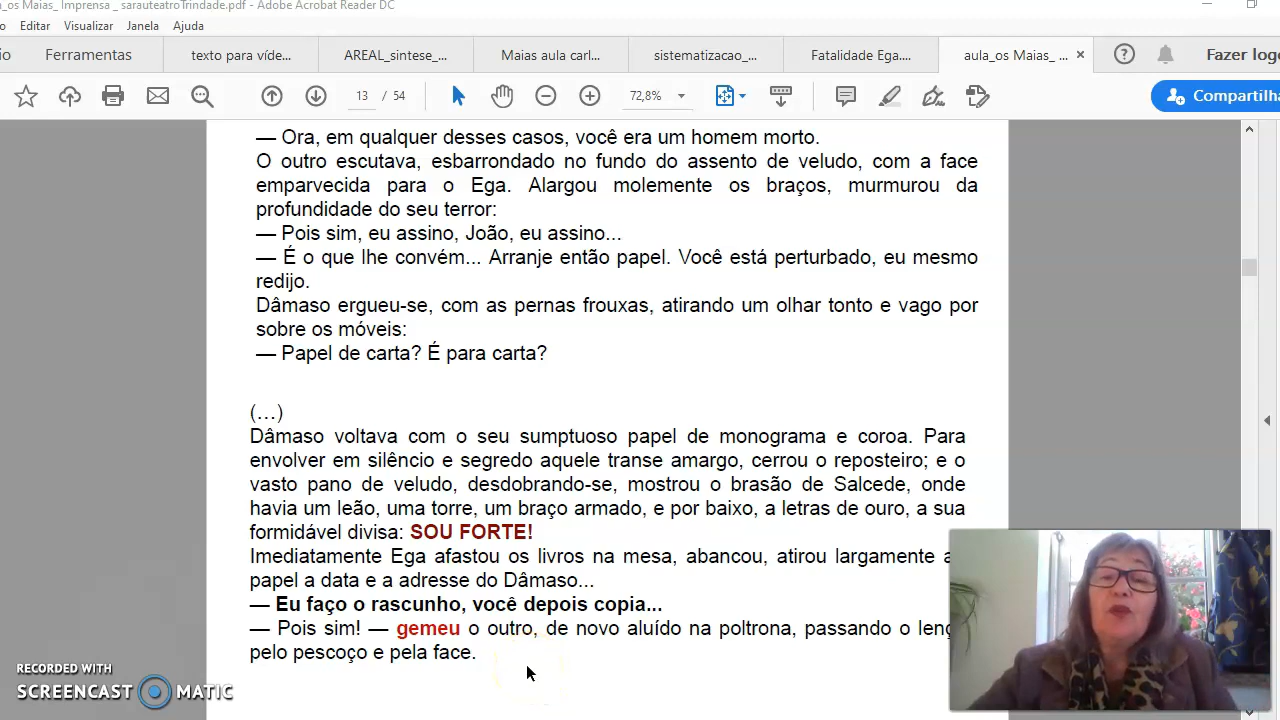 _os Maias_ Imprensa _ sarauteatroTrindade.pdf - Adobe Acrobat Reader DC
Editar Visualizar Janela Ajuda
Ferramentas texto para víde... AREAL_sintese_... Maias aula carl... sistematizacao_... Fatalidade Ega.... aula_os Maias_ ... × Fazer logo
13 / 54 72,8% Compartilha
— Ora, em qualquer desses casos, você era um homem morto.
O outro escutava, esbarrondado no fundo do assento de veludo, com a face
emparvecida para o Ega. Alargou molemente os braços, murmurou da
profundidade do seu terror:
— Pois sim, eu assino, João, eu assino...
— É o que lhe convém... Arranje então papel. Você está perturbado, eu mesmo
redijo.
Dâmaso ergueu-se, com as pernas frouxas, atirando um olhar tonto e vago por
sobre os móveis:
— Papel de carta? É para carta?
(...)
Dâmaso voltava com o seu sumptuoso papel de monograma e coroa. Para
envolver em silêncio e segredo aquele transe amargo, cerrou o reposteiro; e o
vasto pano de veludo, desdobrando-se, mostrou o brasão de Salcede, onde
havia um leão, uma torre, um braço armado, e por baixo, a letras de ouro, a sua
formidável divisa: SOU FORTE!
Imediatamente Ega afastou os livros na mesa, abancou, atirou largamente a
papel a data e a adresse do Dâmaso...
— Eu faço o rascunho, você depois copia...
— Pois sim! — gemeu o outro, de novo aluído na poltrona, passando o lenç
pelo pescoço e pela face.
RECORDED WITH
SCREENCAST MATIC